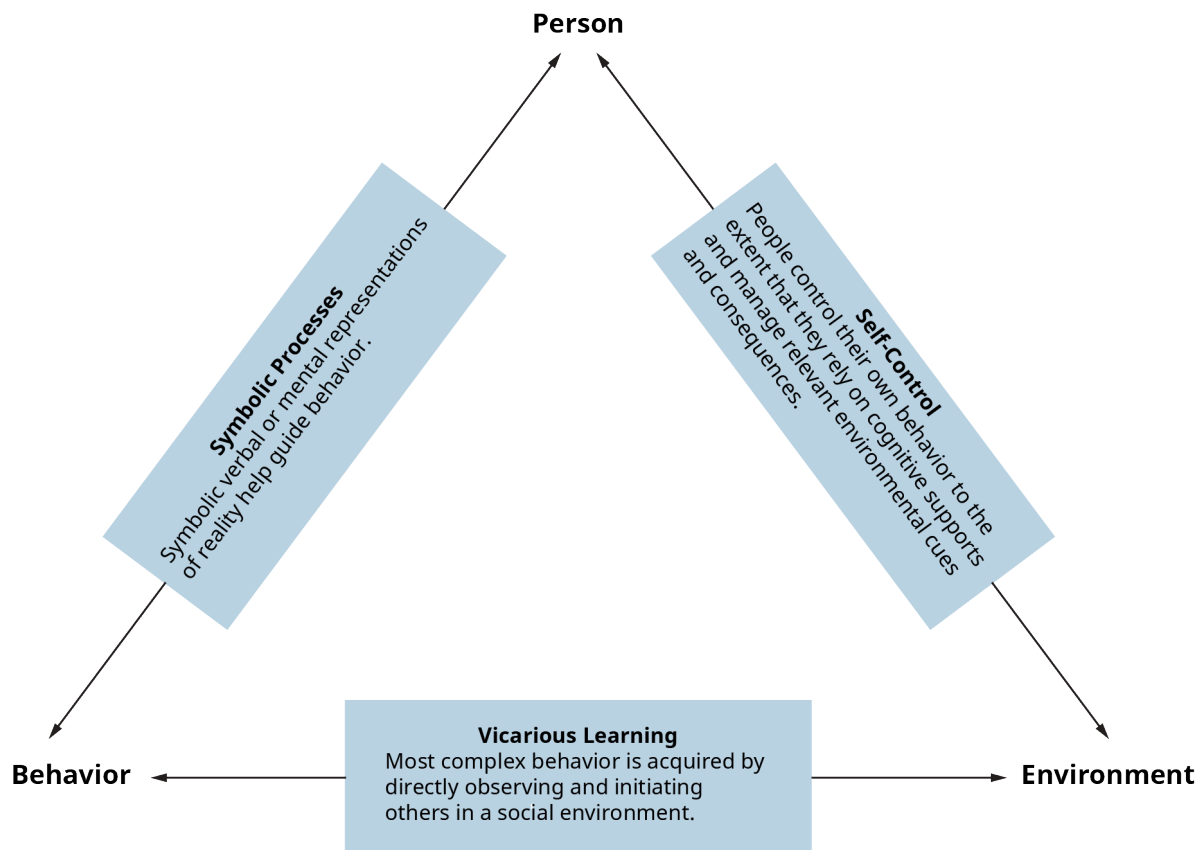 Person
Symbolic Processes
Symbolic verbal or mental representations
of reality help guide behavior.
Self-Control
People control their own behavior to the
extent that they rely on cognitive supports
and manage relevant environmental cues
and consequences.
Behavior
Vicarious Learning
Most complex behavior is acquired by
directly observing and initiating
others in a social environment.
Environment